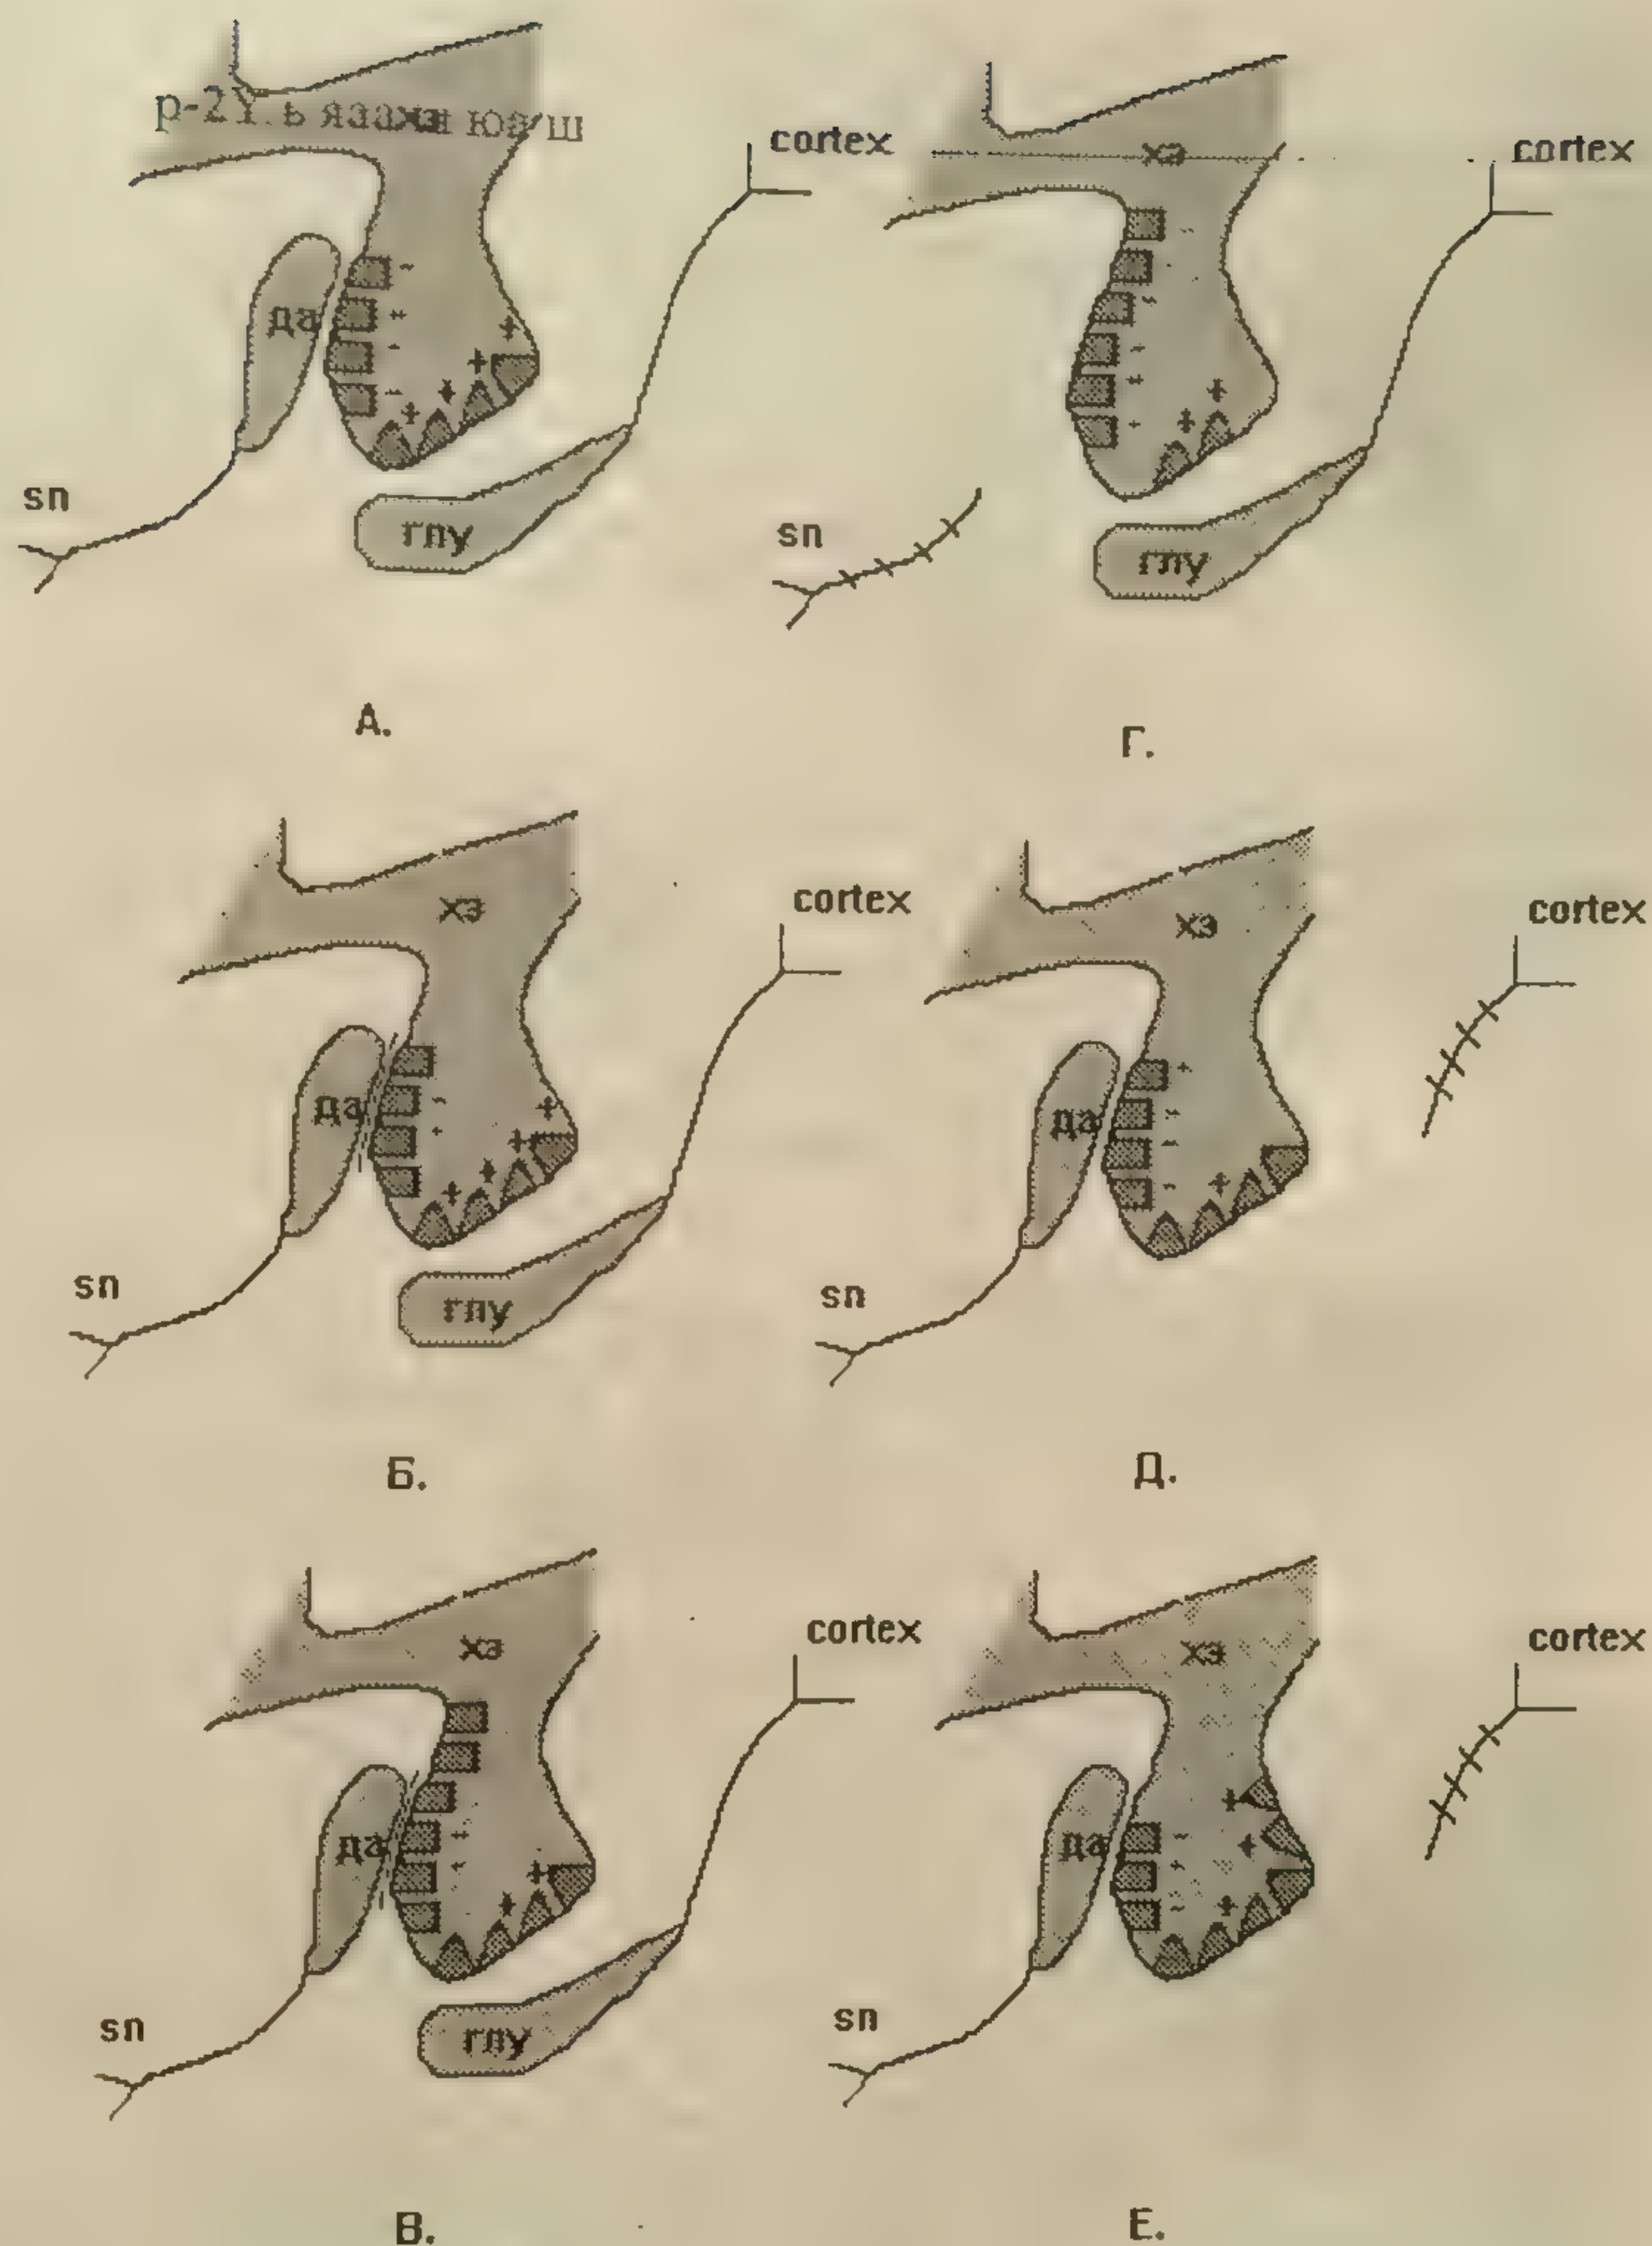 cortex
да
sn
глу
А.
хэ
cortex
sn
глу
Г.
хэ
cortex
да
sn
глу
Б.
хэ
cortex
да
sn
Д.
хэ
cortex
да
sn
глу
В.
хэ
cortex
да
sn
Е.